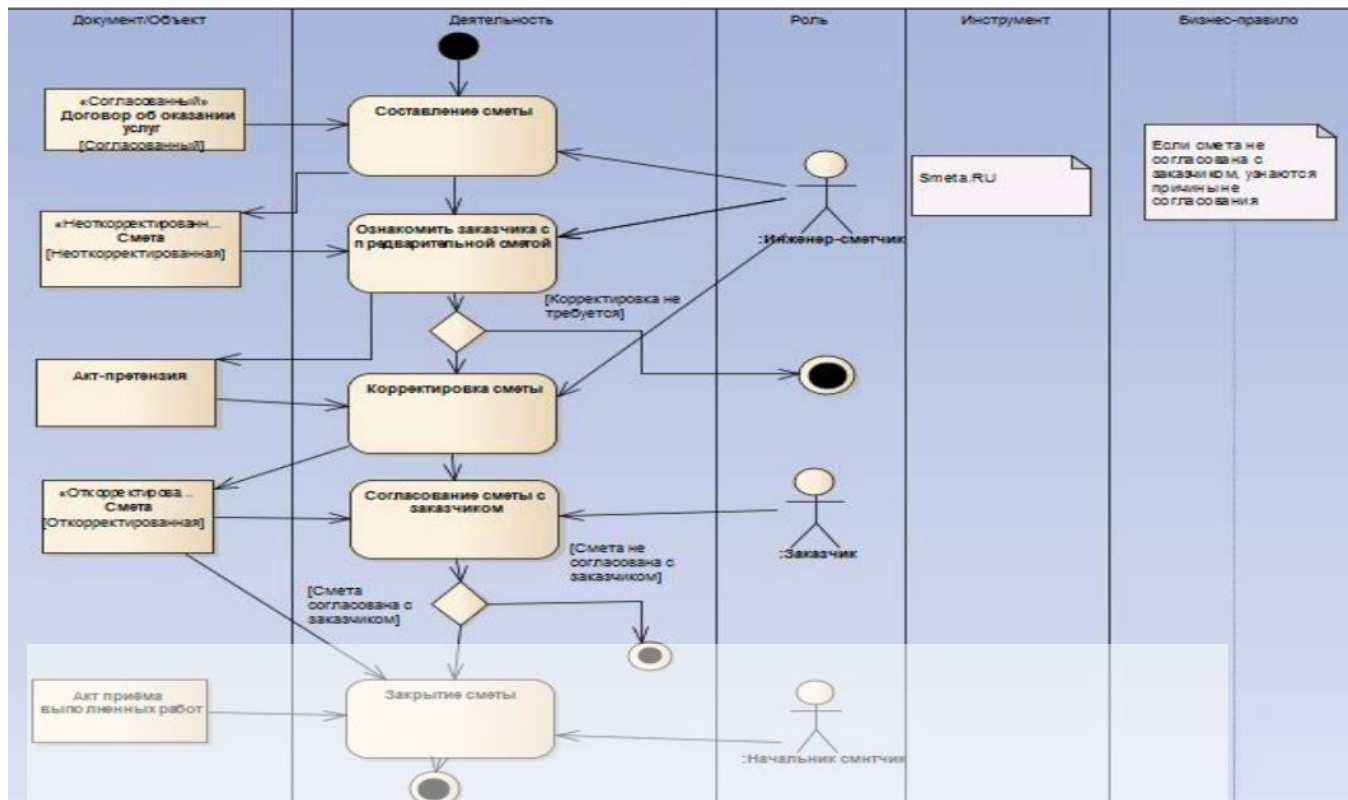 Документ/Объект
Деятельность
Роль
Инструмент
Бизнес-правило
«Согласованный»
Договор об оказании
услуг
[Согласованный]
Составление сметы
Если смета не
согласована с
заказчиком, узнаются
причины не
согласования
Smeta.RU
«Неоткорректированн...
Смета
[Неоткорректированная]
Ознакомить заказчика с
предварительной сметой
:Инженер-сметчик
[Корректировка не
требуется]
Акт-претензия
Корректировка сметы
«Откорректирова...
Смета
[Откорректированная]
Согласование сметы с
заказчиком
:Заказчик
[Смета не
согласована с
заказчиком]
[Смета
согласована с
заказчиком]
Акт приёма
выполненных работ
Закрытие сметы
:Начальник смнтчик